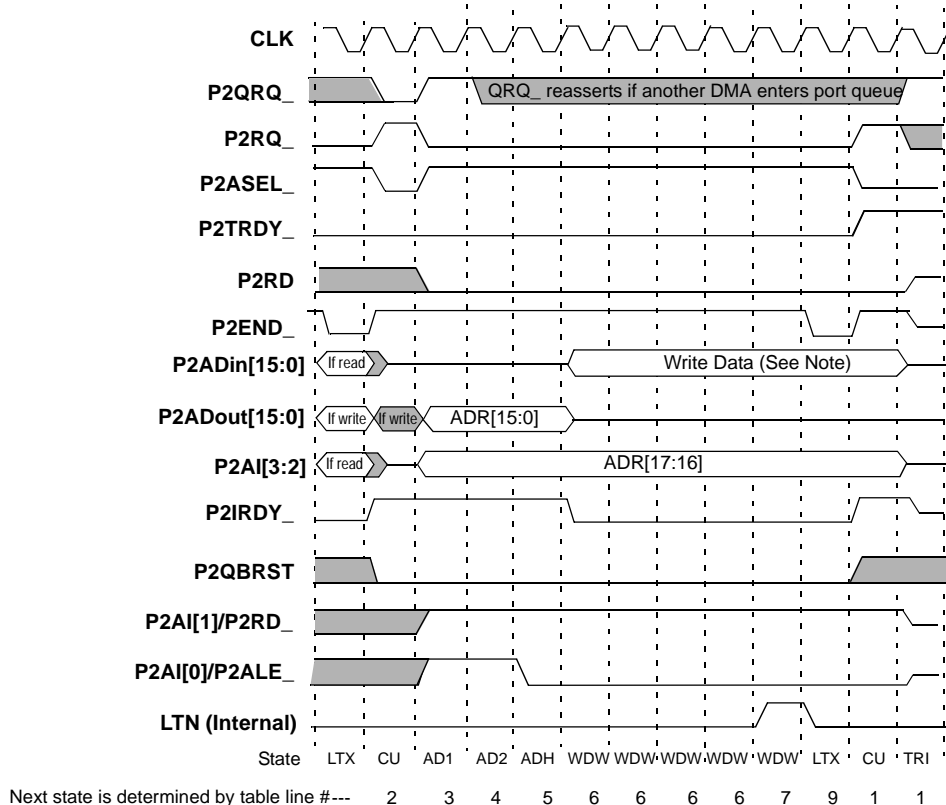 CLK
P2QRQ_
QRQ_ reasserts if another DMA enters port queue
P2RQ_
P2ASEL_
P2TRDY_
P2RD
P2END_
P2ADin[15:0]
If read
Write Data (See Note)
P2ADout[15:0]
If write
If write
ADR[15:0]
P2AI[3:2]
If read
ADR[17:16]
P2IRDY_
P2QBRST
P2AI[1]/P2RD_
P2AI[0]/P2ALE_
LTN (Internal)
State LTX CU AD1 AD2 ADH WDW WDW WDW WDW WDW LTX CU TRI
Next state is determined by table line #--- 2 3 4 5 6 6 6 6 7 9 1 1